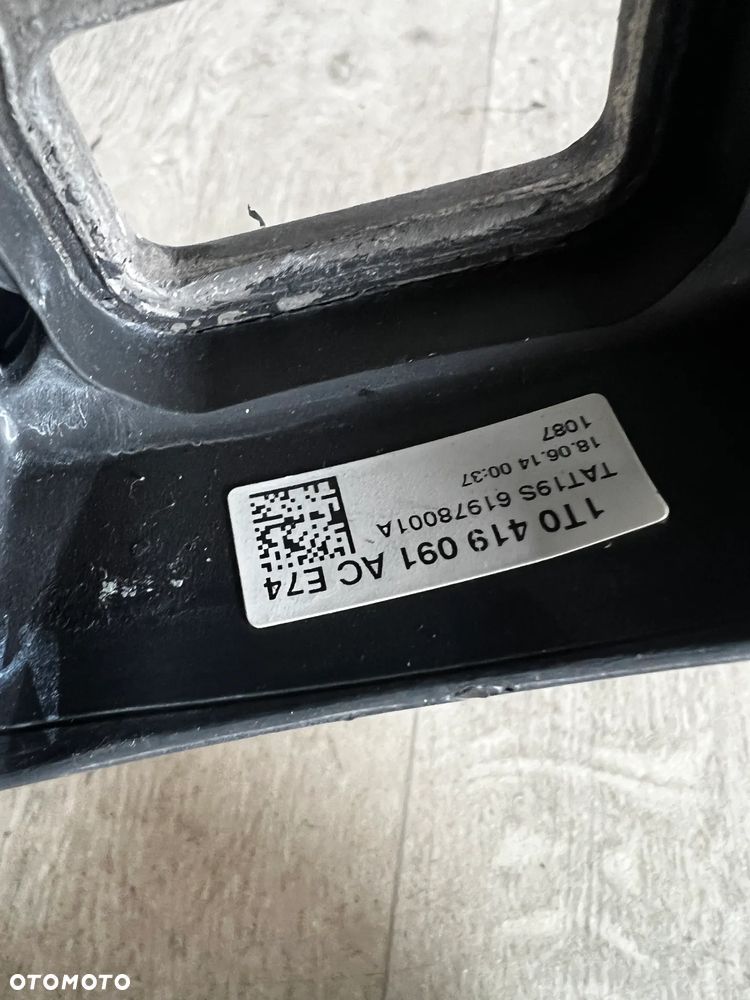 1T0 419 091 AC E74
TAT19S 61978001A
18.06.14 00:37
1087
OTOMOTO